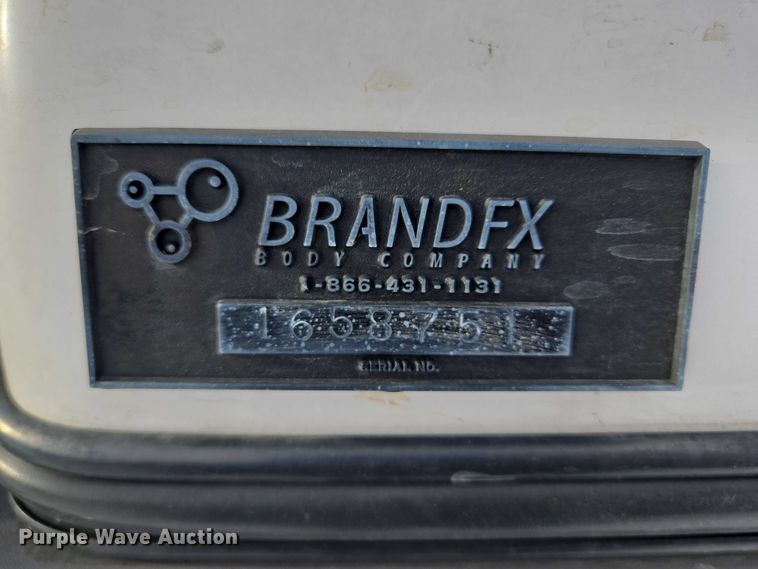 BRANDFX
BODY COMPANY
1-866-431-1131
1658751
SERIAL NO.
Purple Wave Auction